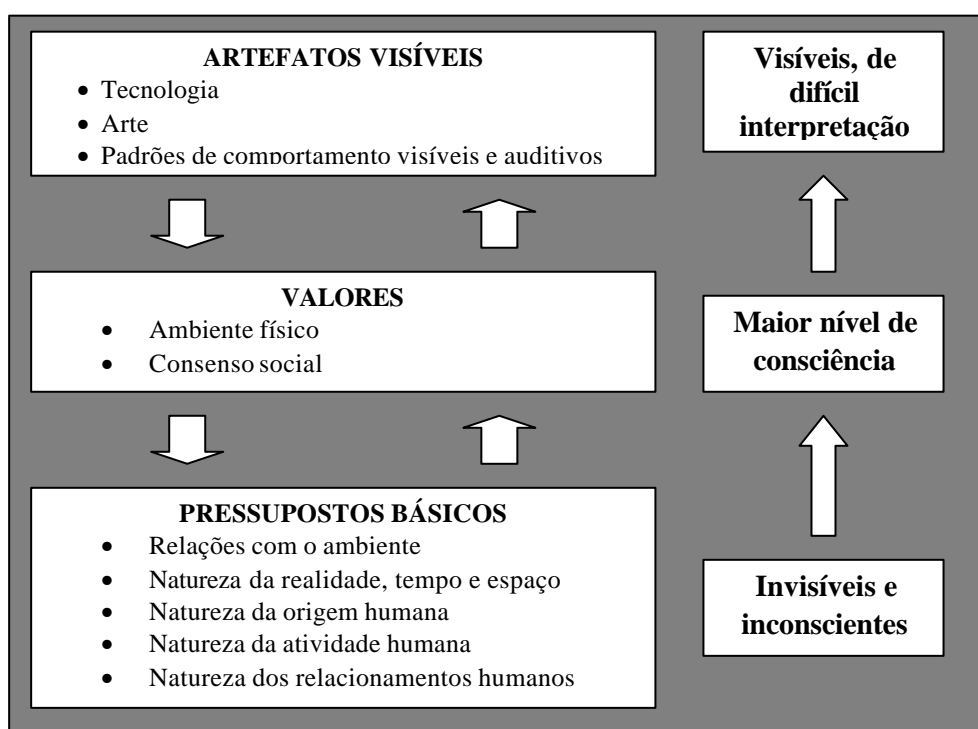 ARTEFATOS VISÍVEIS
• Tecnologia
• Arte
• Padrões de comportamento visíveis e auditivos
Visíveis, de
difícil
interpretação
VALORES
• Ambiente físico
• Consenso social
Maior nível de
consciência
PRESSUPOSTOS BÁSICOS
• Relações com o ambiente
• Natureza da realidade, tempo e espaço
• Natureza da origem humana
• Natureza da atividade humana
• Natureza dos relacionamentos humanos
Invisíveis e
inconscientes